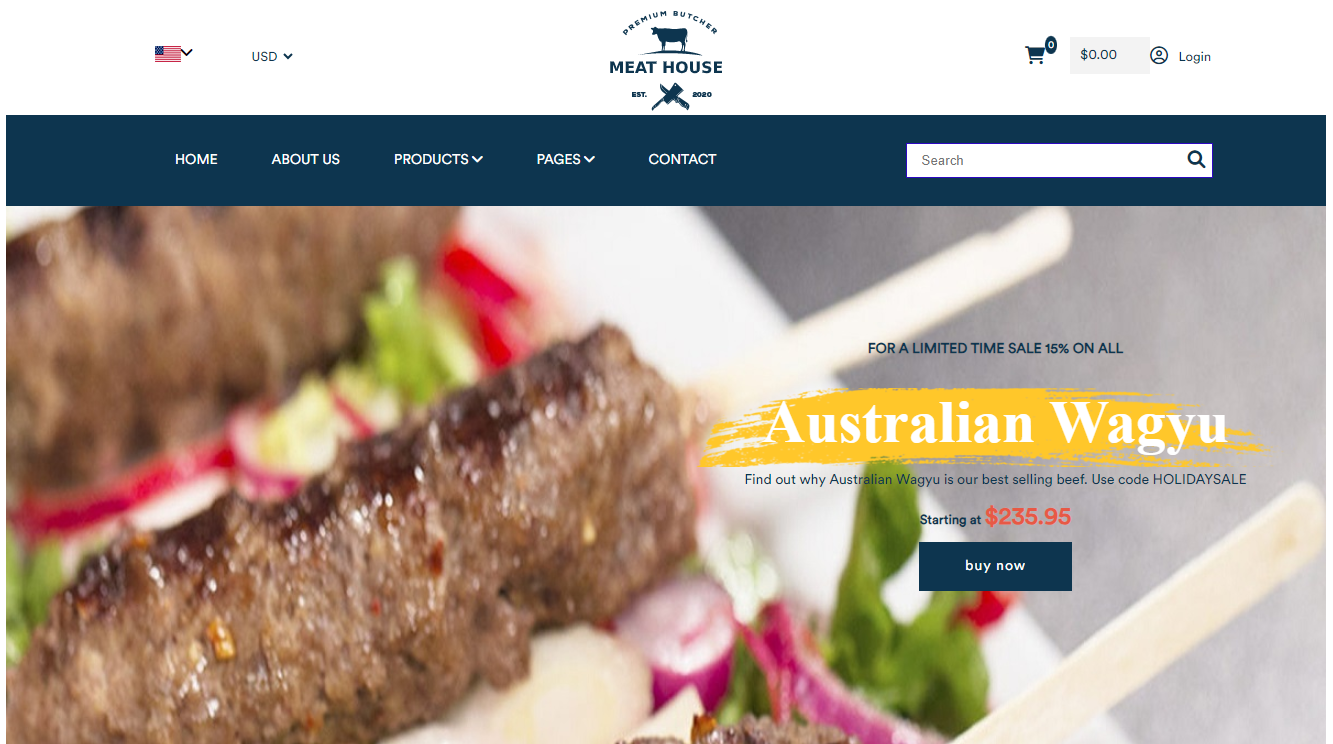 PREMIUM BUTCHER
MEAT HOUSE
EST. 2020
USD
0
$0.00
Login
HOME
ABOUT US
PRODUCTS
PAGES
CONTACT
Search
FOR A LIMITED TIME SALE 15% ON ALL
Australian Wagyu
Find out why Australian Wagyu is our best selling beef. Use code HOLIDAYSALE
Starting at $235.95
buy now